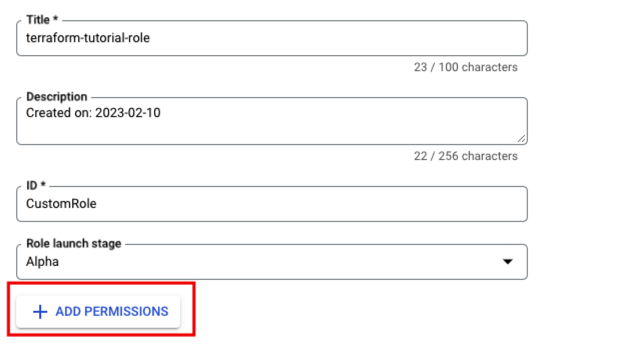 Title *
terraform-tutorial-role
23 / 100 characters
Description
Created on: 2023-02-10
22 / 256 characters
ID *
CustomRole
Role launch stage
Alpha
+ ADD PERMISSIONS